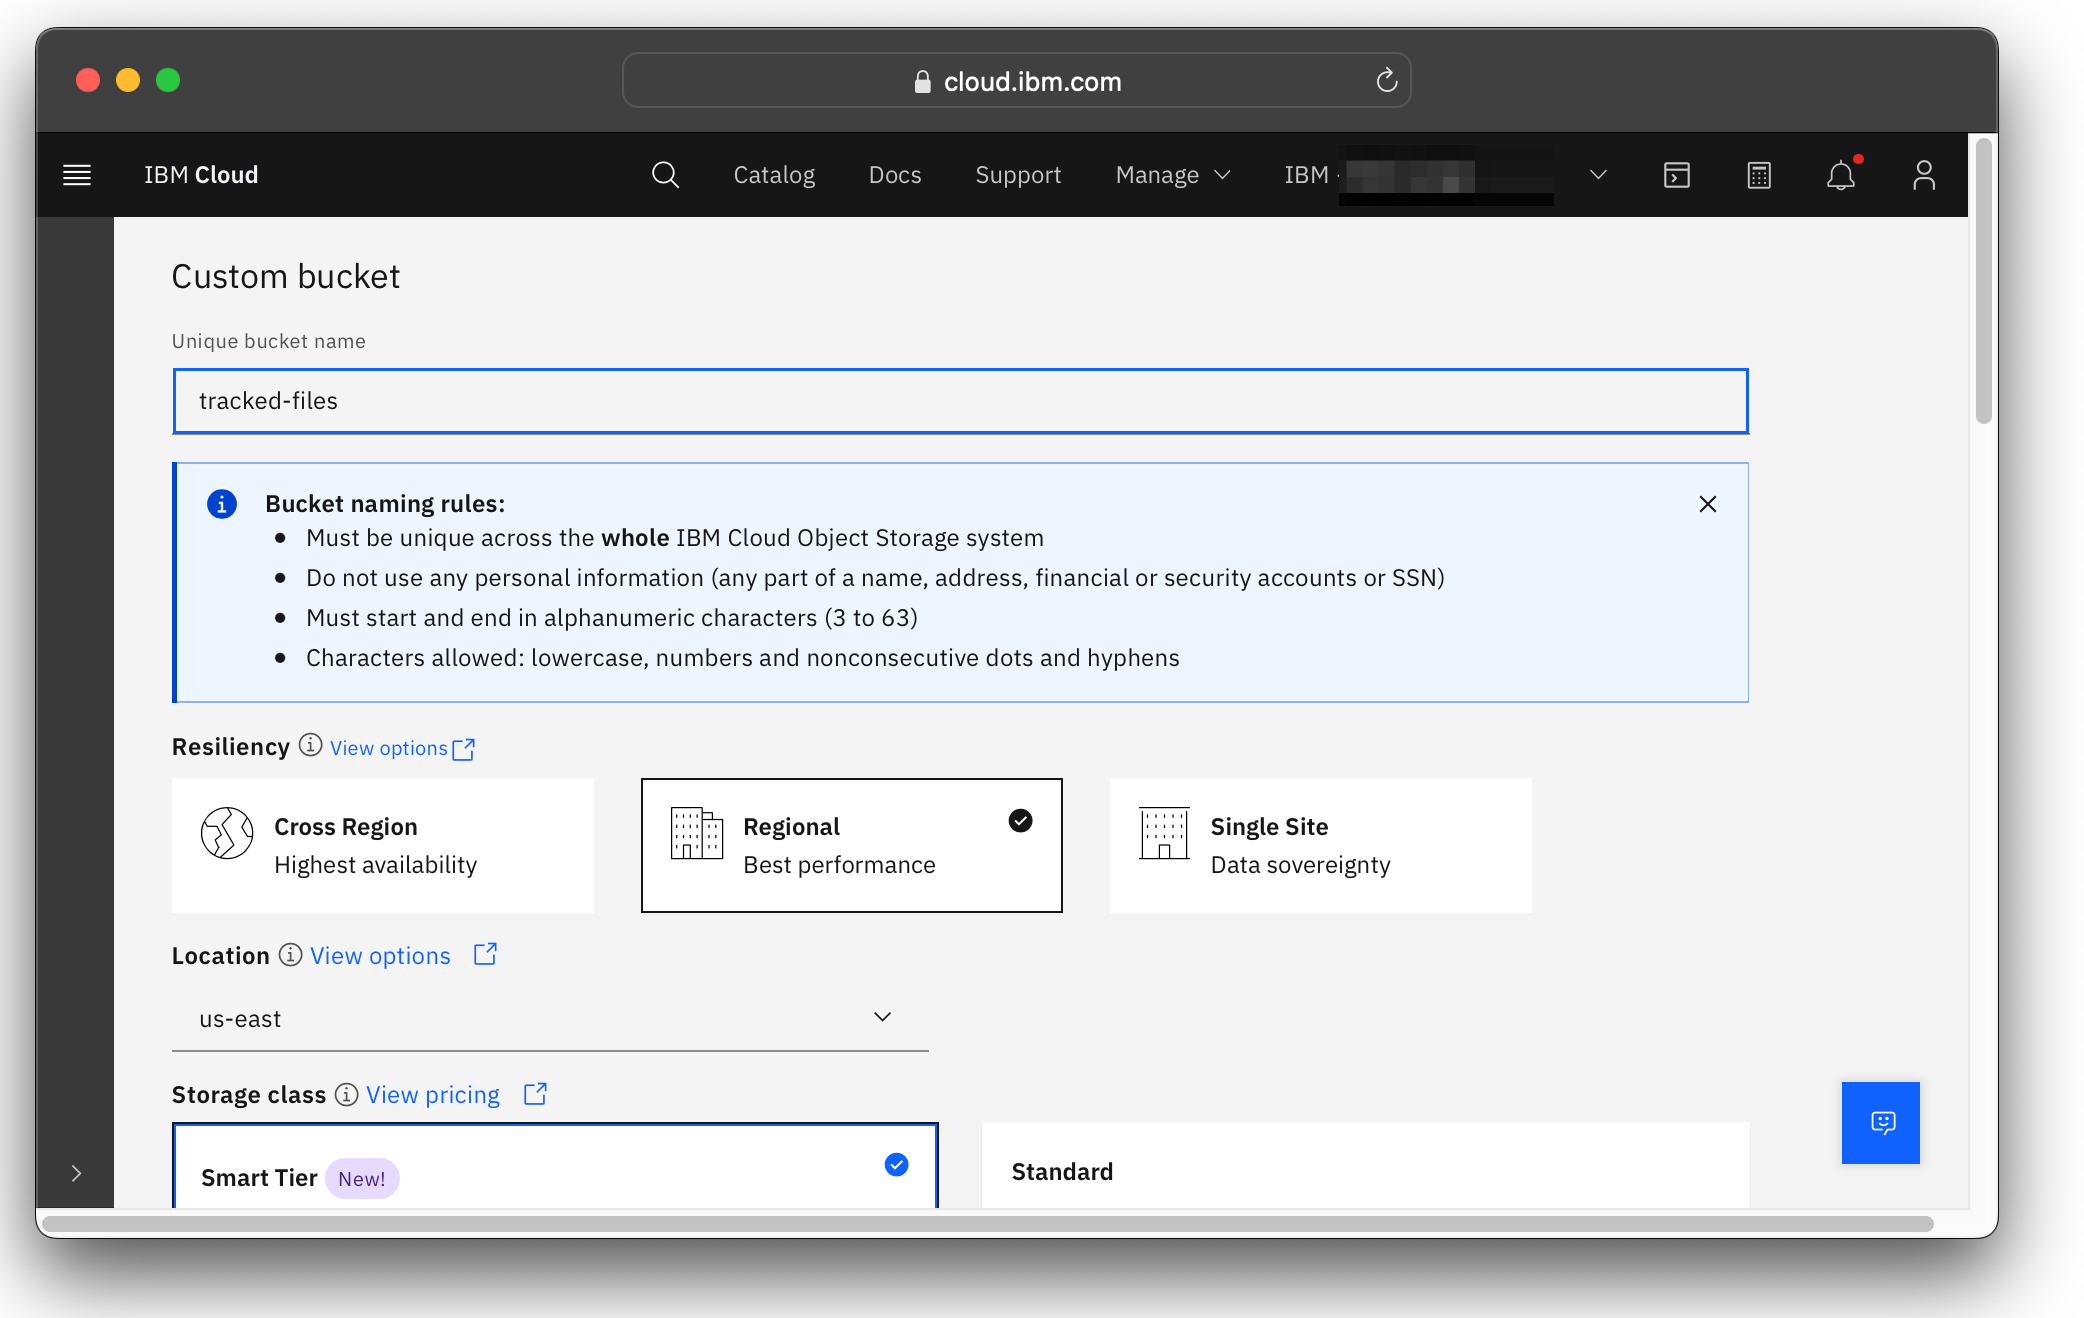 cloud.ibm.com
IBM Cloud
Catalog
Docs
Support
Manage
IBM
Custom bucket
Unique bucket name
tracked-files
Bucket naming rules:
Must be unique across the whole IBM Cloud Object Storage system
Do not use any personal information (any part of a name, address, financial or security accounts or SSN)
Must start and end in alphanumeric characters (3 to 63)
Characters allowed: lowercase, numbers and nonconsecutive dots and hyphens
Resiliency View options
Cross Region
Highest availability
Regional
Best performance
Single Site
Data sovereignty
Location View options
us-east
Storage class View pricing
Smart Tier New!
Standard